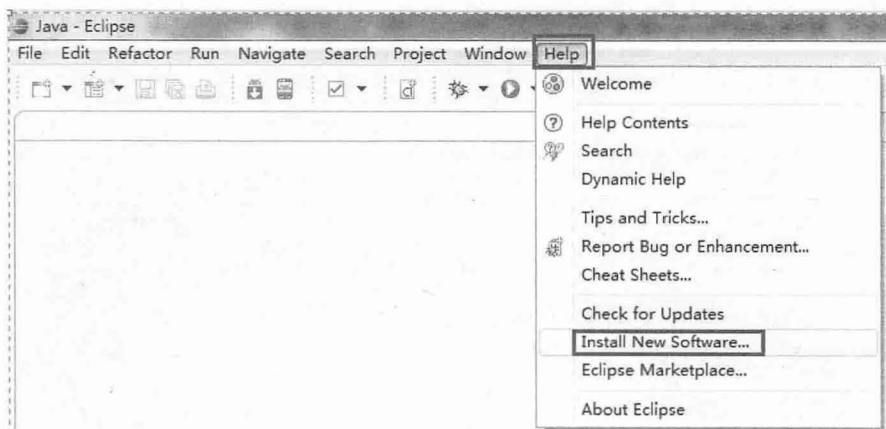 Java - Eclipse
File Edit Refactor Run Navigate Search Project Window Help
Welcome
Help Contents
Search
Dynamic Help
Tips and Tricks...
Report Bug or Enhancement...
Cheat Sheets...
Check for Updates
Install New Software...
Eclipse Marketplace...
About Eclipse